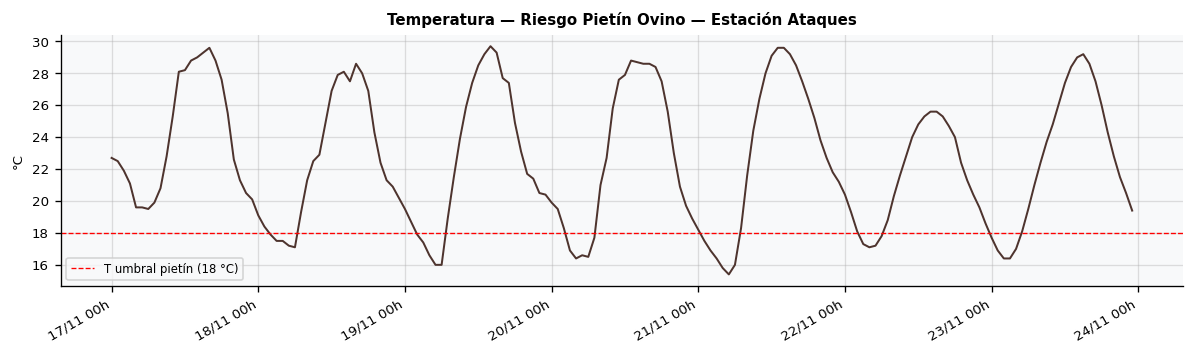 Temperatura — Riesgo Pietín Ovino — Estación Ataques
°C
30
28
26
24
22
20
18
16
T umbral pietín (18 °C)
17/11 00h
18/11 00h
19/11 00h
20/11 00h
21/11 00h
22/11 00h
23/11 00h
24/11 00h